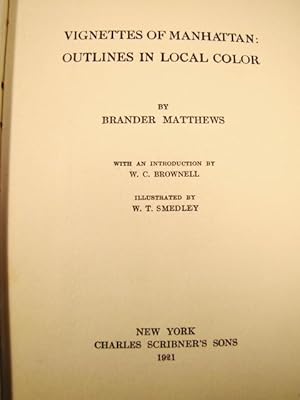 VIGNETTES OF MANHATTAN:
OUTLINES IN LOCAL COLOR
BY
BRANDER MATTHEWS
WITH AN INTRODUCTION BY
W. C. BROWNELL
ILLUSTRATED BY
W. T. SMEDLEY
NEW YORK
CHARLES SCRIBNER'S SONS
1921